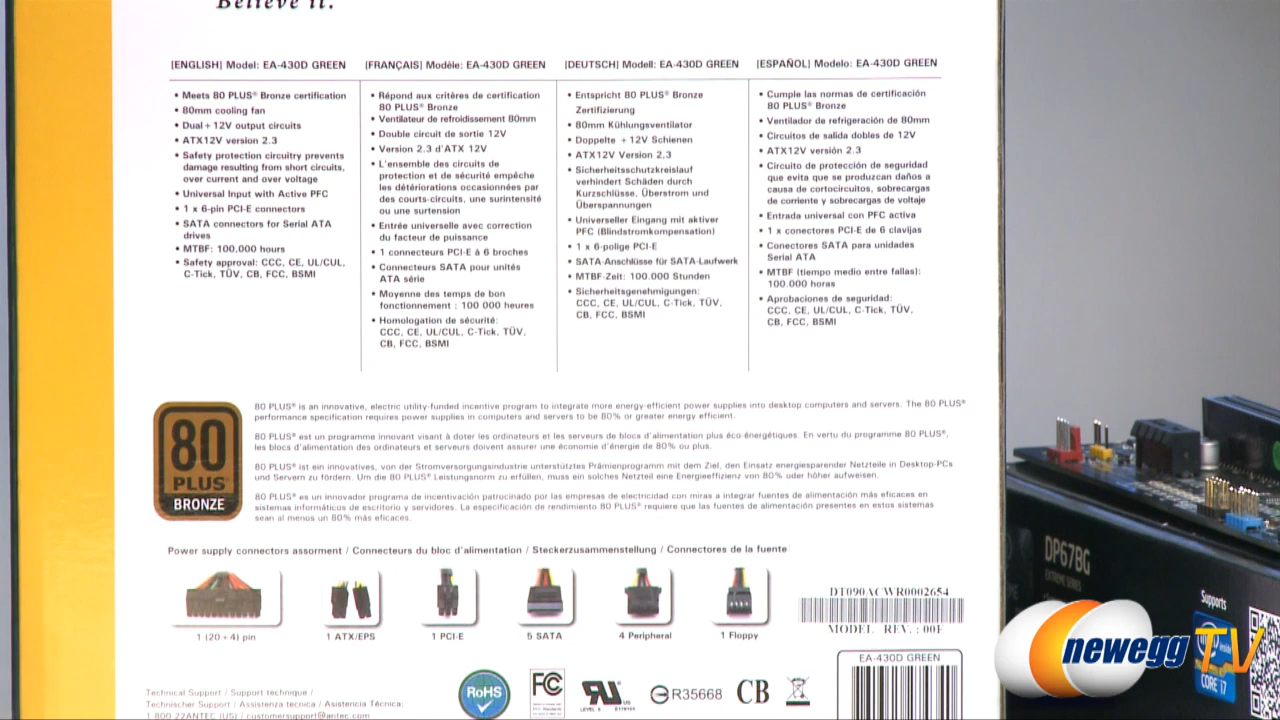 Believe it.
[ENGLISH] Model: EA-430D GREEN
• Meets 80 PLUS® Bronze certification
• 80mm cooling fan
• Dual +12V output circuits
• ATX12V version 2.3
• Safety protection circuitry prevents
damage resulting from short circuits,
over current and over voltage
• Universal Input with Active PFC
• 1 x 6-pin PCI-E connectors
• SATA connectors for Serial ATA
drives
• MTBF: 100,000 hours
• Safety approval: CCC, CE, UL/CUL,
C-Tick, TÜV, CB, FCC, BSMI
[FRANÇAIS] Modèle: EA-430D GREEN
• Répond aux critères de certification
80 PLUS® Bronze
• Ventilateur de refroidissement 80mm
• Double circuit de sortie 12V
• Version 2.3 d'ATX 12V
• L'ensemble des circuits de
protection et de sécurité empêche
les détériorations occasionnées par
des courts-circuits, une surintensité
ou une surtension
• Entrée universelle avec correction
du facteur de puissance
• 1 connecteurs PCI-E à 6 broches
• Connecteurs SATA pour unités
ATA série
• Moyenne des temps de bon
fonctionnement : 100 000 heures
• Homologation de sécurité:
CCC, CE, UL/CUL, C-Tick, TÜV,
CB, FCC, BSMI
[DEUTSCH] Modell: EA-430D GREEN
• Entspricht 80 PLUS® Bronze
Zertifizierung
• 80mm Kühlungsventilator
• Doppelte +12V Schienen
• ATX12V Version 2.3
• Sicherheitsschutzkreislauf
verhindert Schäden durch
Kurzschlüsse, Überstrom und
Überspannungen
• Universeller Eingang mit aktiver
PFC (Blindstromkompensation)
• 1 x 6-polige PCI-E
• SATA-Anschlüsse für SATA-Laufwerk
• MTBF-Zeit: 100.000 Stunden
• Sicherheitsgenehmigungen:
CCC, CE, UL/CUL, C-Tick, TÜV,
CB, FCC, BSMI
[ESPAÑOL] Modelo: EA-430D GREEN
• Cumple las normas de certificación
80 PLUS® Bronze
• Ventilador de refrigeración de 80mm
• Circuitos de salida dobles de 12V
• ATX12V versión 2.3
• Circuito de protección de seguridad
que evita que se produzcan daños a
causa de cortocircuitos, sobrecargas
de corriente y sobrecargas de voltaje
• Entrada universal con PFC activa
• 1 x conectores PCI-E de 6 clavijas
• Conectores SATA para unidades
Serial ATA
• MTBF (tiempo medio entre fallas):
100.000 horas
• Aprobaciones de seguridad:
CCC, CE, UL/CUL, C-Tick, TÜV,
CB, FCC, BSMI
80
PLUS®
BRONZE
80 PLUS® is an innovative, electric utility-funded incentive program to integrate more energy-efficient power supplies into desktop computers and servers. The 80 PLUS®
performance specification requires power supplies in computers and servers to be 80% or greater energy efficient.
80 PLUS® est un programme innovant visant à doter les ordinateurs et les serveurs de blocs d'alimentation plus éco énergétiques. En vertu du programme 80 PLUS®,
les blocs d'alimentation des ordinateurs et serveurs doivent assurer une économie d'énergie de 80% ou plus.
80 PLUS® ist ein innovatives, von der Stromversorgungsindustrie unterstütztes Prämienprogramm mit dem Ziel, den Einsatz energiesparender Netzteile in Desktop-PCs
und Servern zu fördern. Um die 80 PLUS® Leistungsnorm zu erfüllen, muss ein solches Netzteil eine Energieeffizienz von 80% oder höher aufweisen.
80 PLUS® es un innovador programa de incentivación patrocinado por las empresas de electricidad con miras a integrar fuentes de alimentación más eficaces en
sistemas informáticos de escritorio y servidores. La especificación de rendimiento 80 PLUS® requiere que las fuentes de alimentación presentes en estos sistemas
sean al menos un 80% más eficaces.
Power supply connectors assortment / Connecteurs du bloc d'alimentation / Steckerzusammenstellung / Connectores de la fuente
1 (20+4) pin
1 ATX/EPS
1 PCI-E
5 SATA
4 Peripheral
1 Floppy
DT090ACWR0002654
MODEL REV. : 00F
EA-430D GREEN
Technical Support / Support technique /
Technischer Support / Assistenza tecnica / Asistencia Técnica:
1 800 22ANTEC (US) / customersupport@antec.com
RoHS
FC
R35668
CB
DP67BG
EXTREME SERIES
Supports
CORE i7
newegg TV